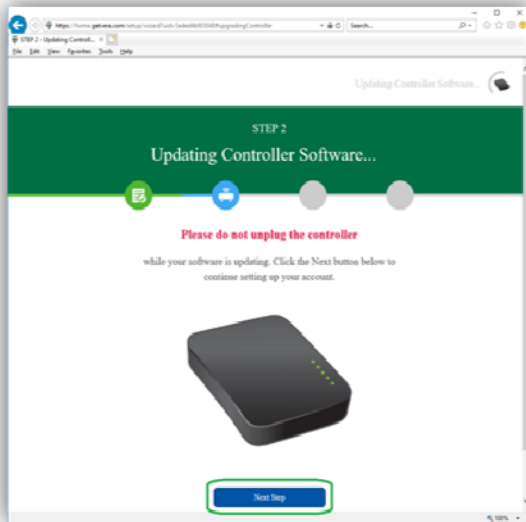 Search...
STEP 2 - Updating Controll...
File Edit View Favorites Tools Help
Updating Controller Software...
STEP 2
Updating Controller Software...
Please do not unplug the controller
while your software is updating. Click the Next button below to
continue setting up your account.
Next Step
100%